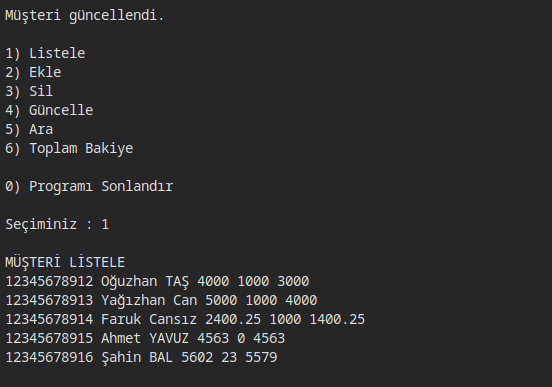 Müşteri güncellendi.
1) Listele
2) Ekle
3) Sil
4) Güncelle
5) Ara
6) Toplam Bakiye
0) Programı Sonlandır
Seçiminiz : 1
MÜŞTERİ LİSTELE
12345678912 Oğuzhan TAŞ 4000 1000 3000
12345678913 Yağızhan Can 5000 1000 4000
12345678914 Faruk Cansız 2400.25 1000 1400.25
12345678915 Ahmet YAVUZ 4563 0 4563
12345678916 Şahin BAL 5602 23 5579